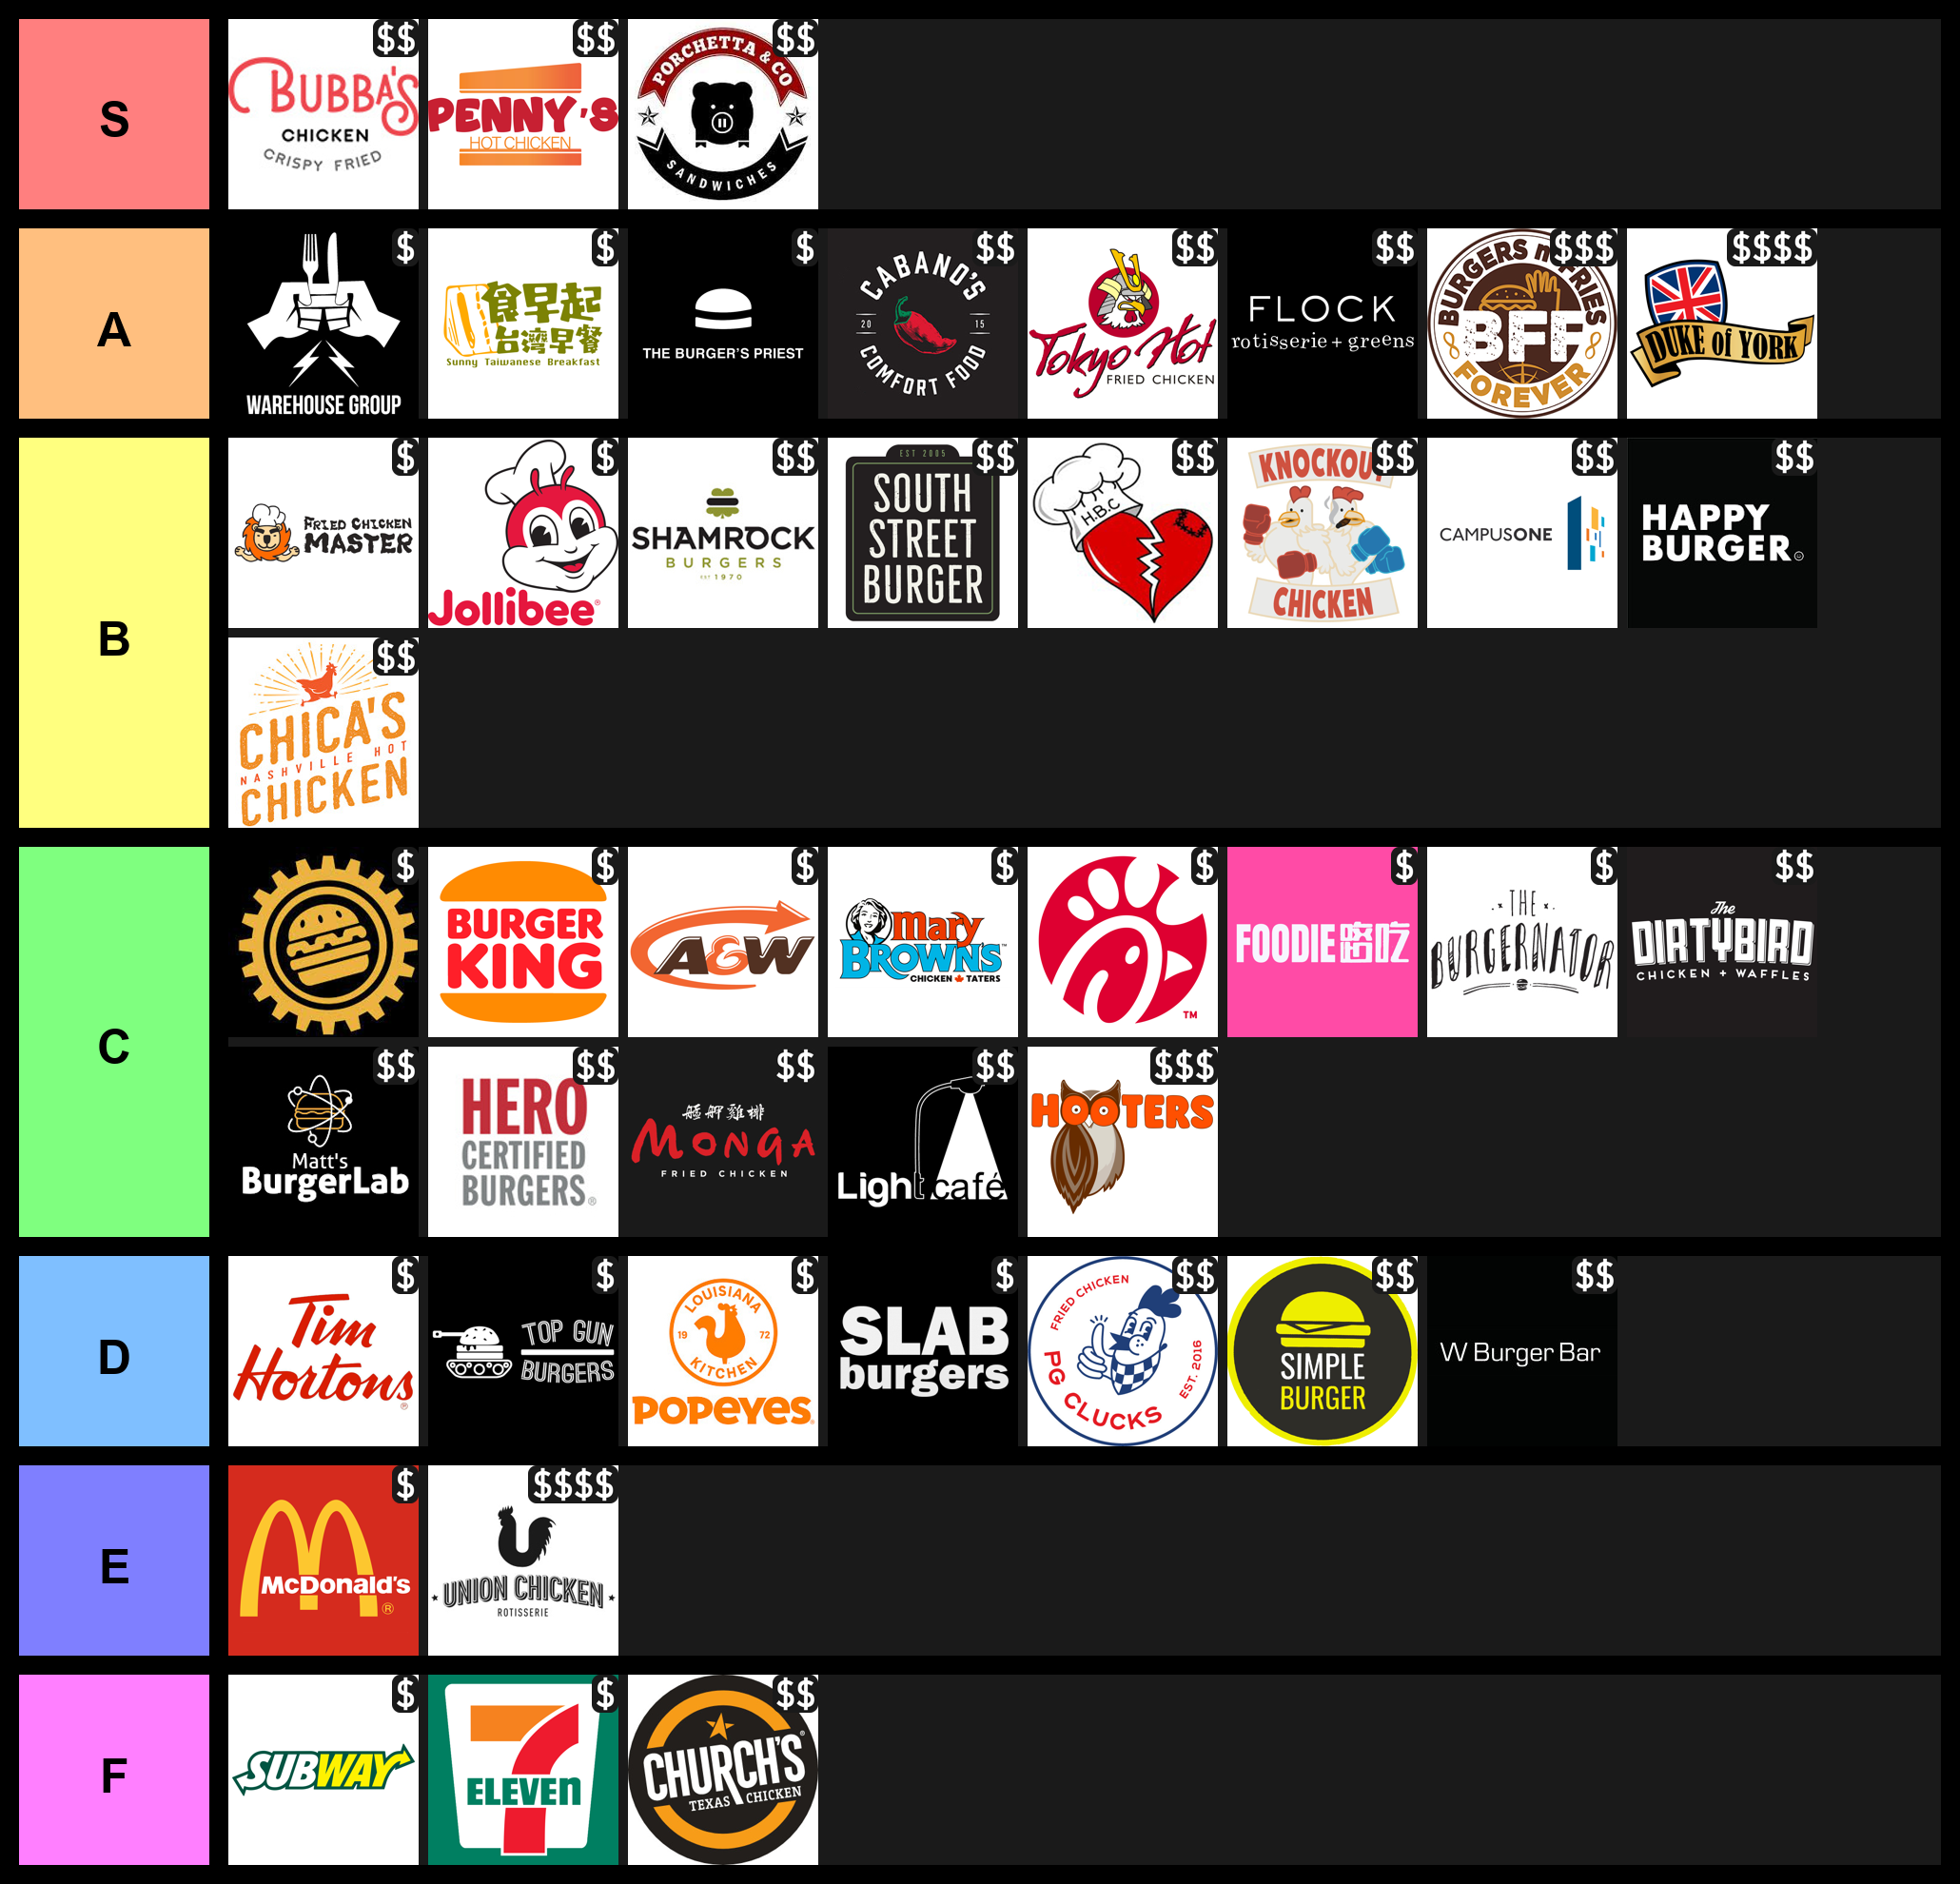 S
$$
BUBBA'S
CHICKEN
CRISPY FRIED
$$
PENNY'S
HOT CHICKEN
$$
PORCHETTA & CO
SANDWICHES
A
$
WAREHOUSE GROUP
$
食早起
台灣早餐
Sunny Taiwanese Breakfast
$
THE BURGER'S PRIEST
$$
CABANO'S
20 15
COMFORT FOOD
$$
Tokyo Hot
FRIED CHICKEN
$$
FLOCK
rotisserie + greens
$$$
BURGERS n' FRIES
BFF
FOREVER
$$$$
DUKE of YORK
B
$
FRIED CHICKEN
MASTER
$
Jollibee®
$$
SHAMROCK
BURGERS
EST 1970
$$
EST 2005
SOUTH
STREET
BURGER
$$
H.B.C
$$
KNOCKOUT
CHICKEN
$$
CAMPUSONE
$$
HAPPY
BURGER
$$
CHICA'S
NASHVILLE HOT
CHICKEN
C
$
$
BURGER
KING
$
A&W
$
mary
BROWN'S™
CHICKEN TATERS
$
TM
$
FOODIE
$
THE
BURGERNATOR
$$
The
DIRTYBIRD
CHICKEN + WAFFLES
$$
Matt's
BurgerLab
$$
HERO
CERTIFIED
BURGERS®
$$
艋舺雞排
MONGA
FRIED CHICKEN
$$
Light café
$$$
HOOTERS
D
$
Tim
Hortons®
$
TOP GUN
BURGERS
$
LOUISIANA
19 72
KITCHEN
POPEYES
$
SLAB
burgers
$$
FRIED CHICKEN
PG CLUCKS
EST. 2016
$$
SIMPLE
BURGER
$$
W Burger Bar
E
$
McDonald's
®
$$$$
UNION CHICKEN
ROTISSERIE
F
$
SUBWAY
$
7
ELEVEn
$$
CHURCH'S®
TEXAS CHICKEN